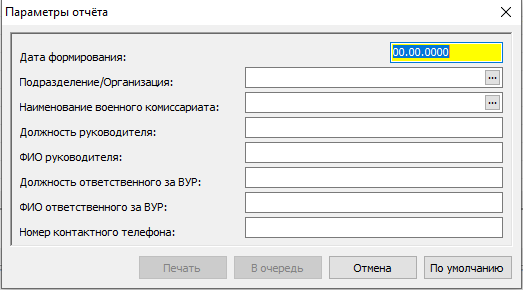 Параметры отчёта
Дата формирования: 00.00.0000
Подразделение/Организация: ...
Наименование военного комиссариата: ...
Должность руководителя:
ФИО руководителя:
Должность ответственного за ВУР:
ФИО ответственного за ВУР:
Номер контактного телефона:
Печать В очередь Отмена По умолчанию